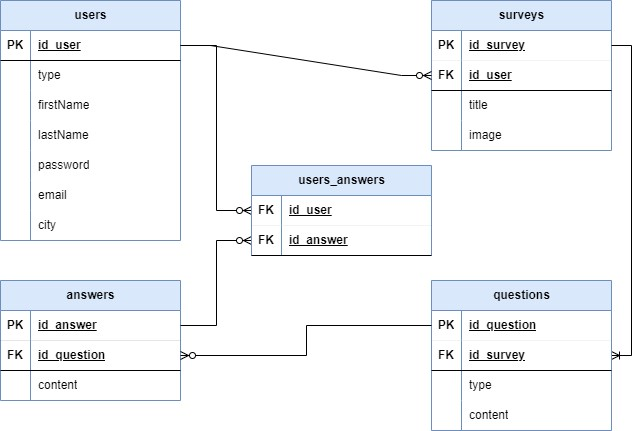 users
PK id_user
type
firstName
lastName
password
email
city
surveys
PK id_survey
FK id_user
title
image
users_answers
FK id_user
FK id_answer
answers
PK id_answer
FK id_question
content
questions
PK id_question
FK id_survey
type
content